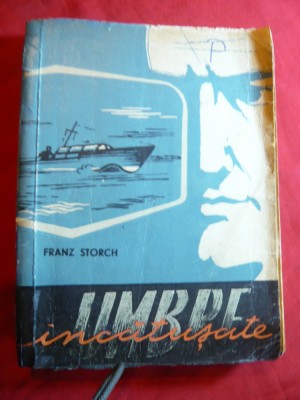 P
FRANZ STORCH
UMBRE
încătușate